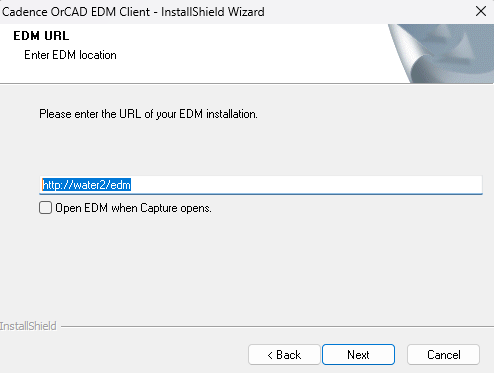 Cadence OrCAD EDM Client - InstallShield Wizard
EDM URL
Enter EDM location
Please enter the URL of your EDM installation.
http://water2/edm
Open EDM when Capture opens.
InstallShield
< Back
Next
Cancel